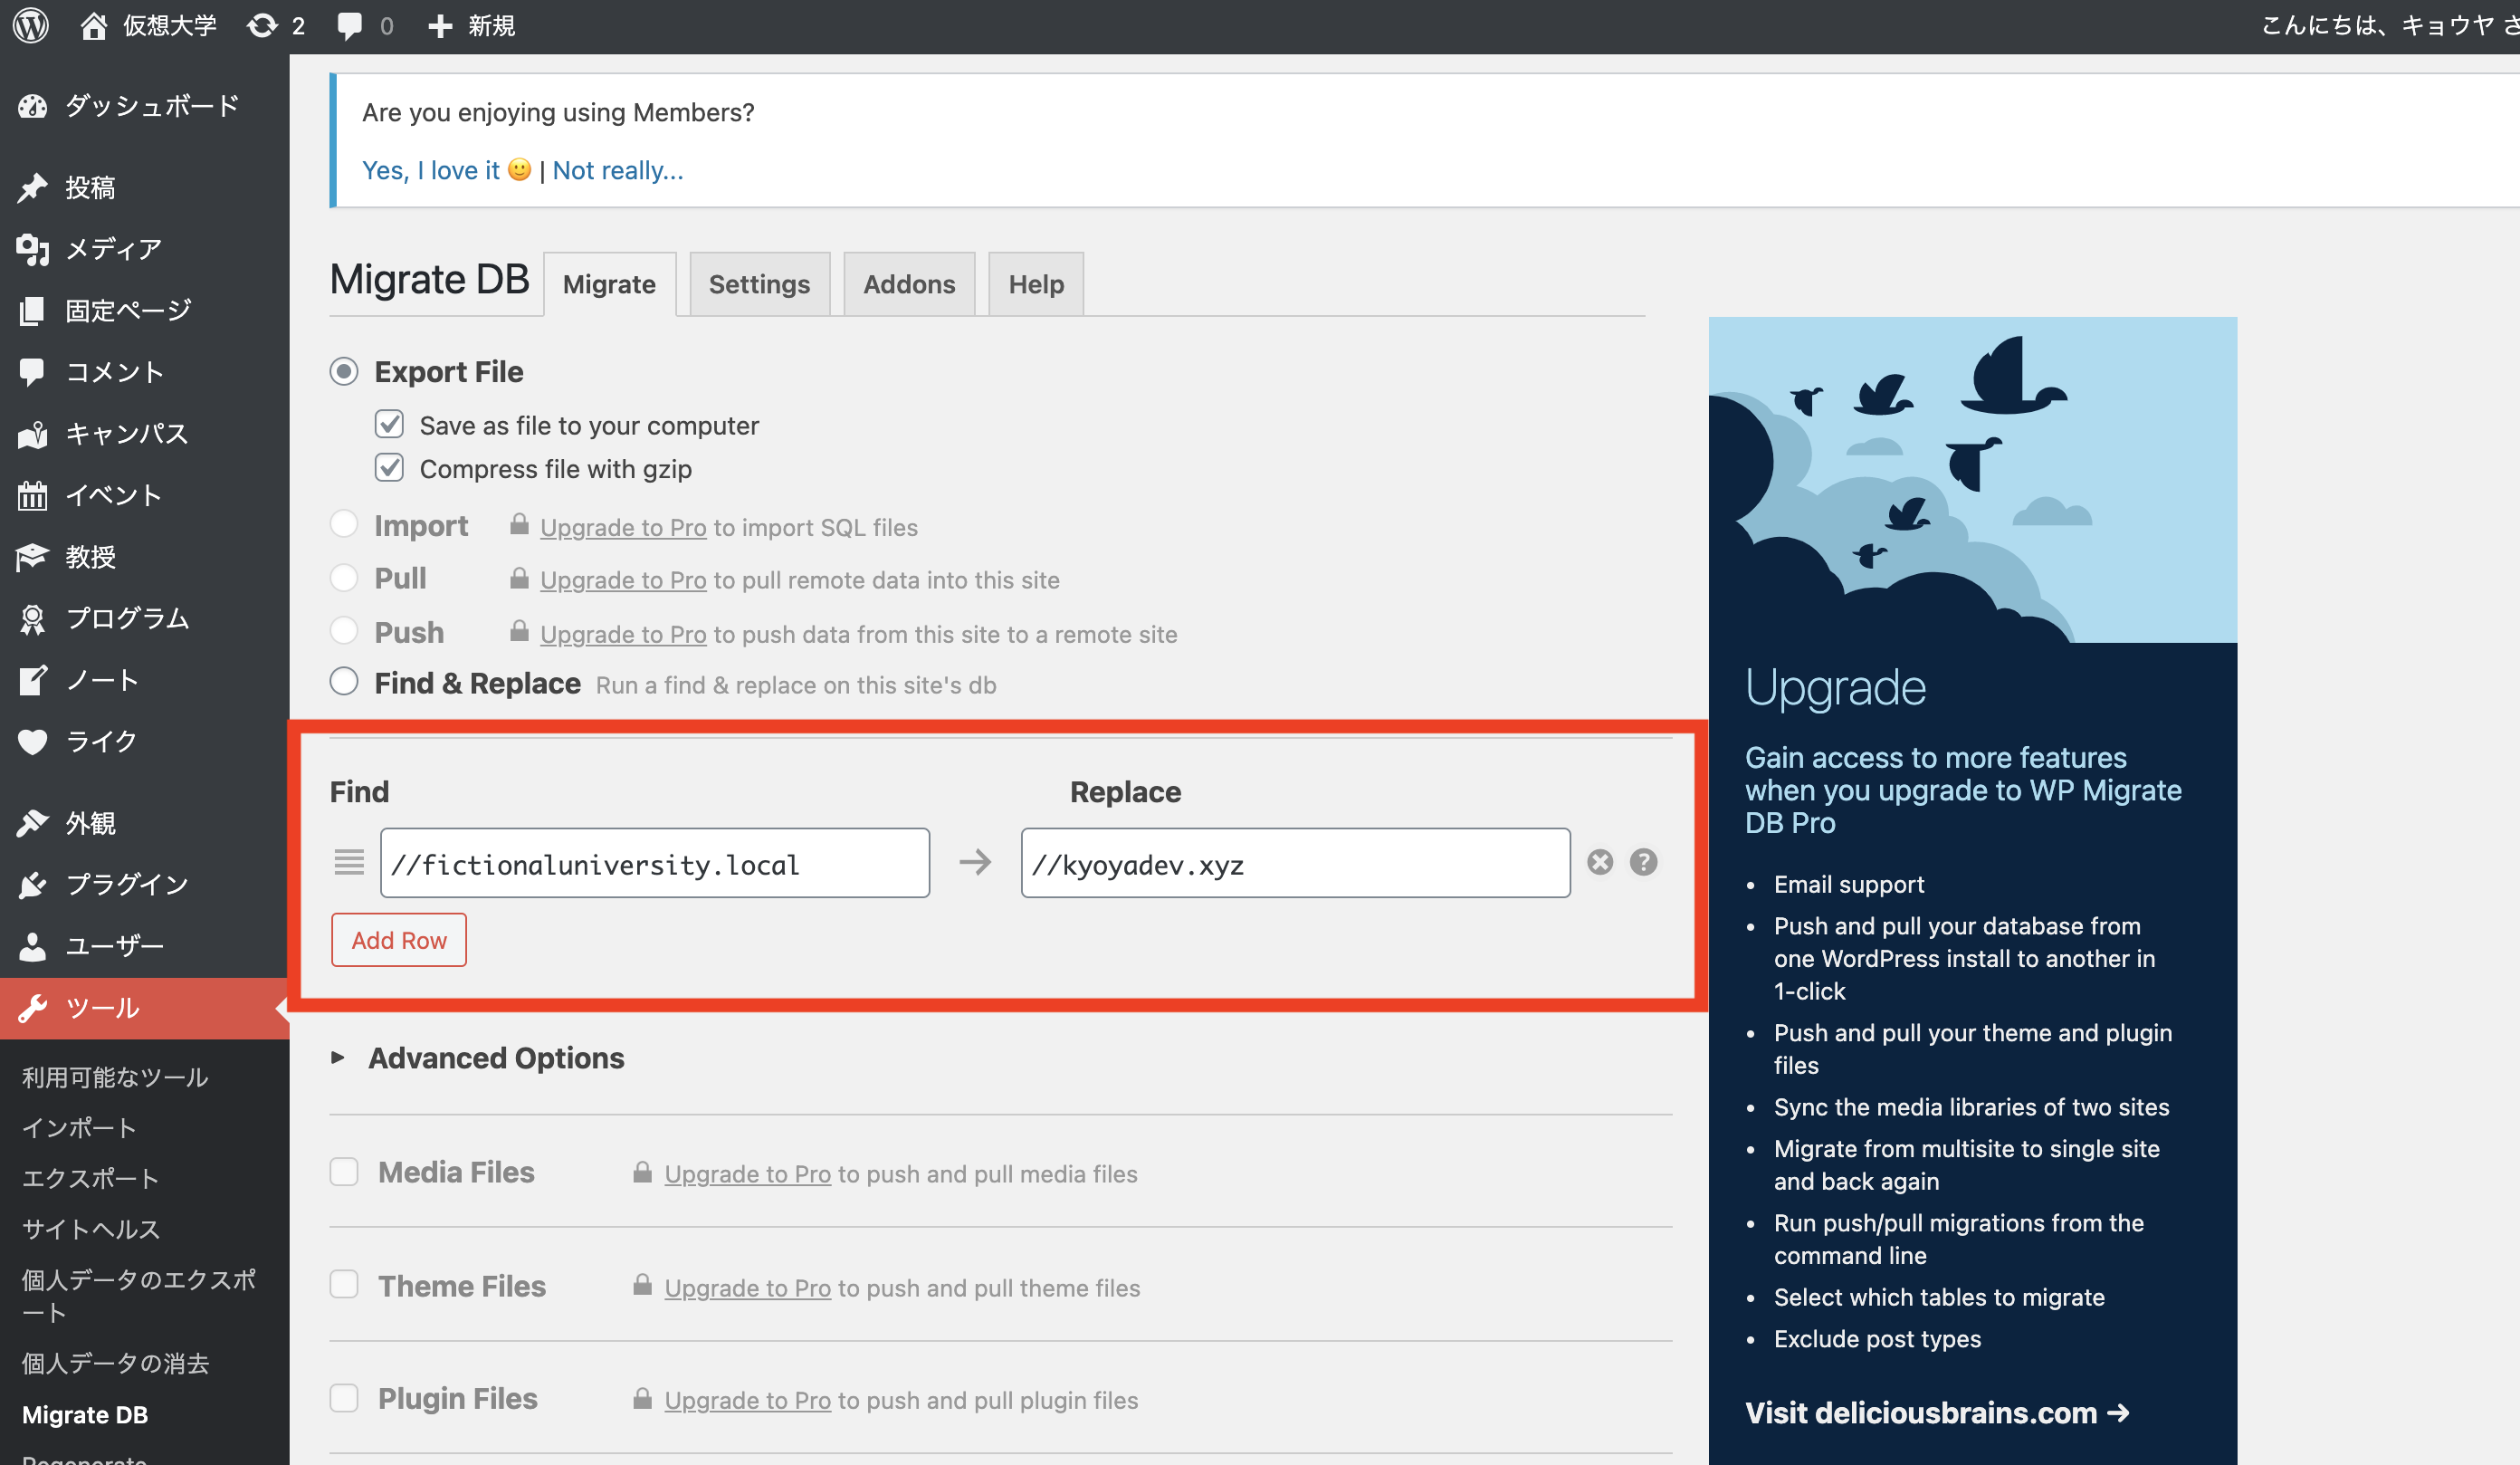 仮想大学 2 0 新規
こんにちは、キョウヤ さ
ダッシュボード
投稿
メディア
固定ページ
コメント
キャンパス
イベント
教授
プログラム
ノート
ライク
外観
プラグイン
ユーザー
ツール
利用可能なツール
インポート
エクスポート
サイトヘルス
個人データのエクスポ
ート
個人データの消去
Migrate DB
Are you enjoying using Members?
Yes, I love it 🙂 | Not really...
Migrate DB Migrate Settings Addons Help
Export File
Save as file to your computer
Compress file with gzip
Import Upgrade to Pro to import SQL files
Pull Upgrade to Pro to pull remote data into this site
Push Upgrade to Pro to push data from this site to a remote site
Find & Replace Run a find & replace on this site's db
Find Replace
//fictionaluniversity.local → //kyoyadev.xyz
Add Row
Advanced Options
Media Files Upgrade to Pro to push and pull media files
Theme Files Upgrade to Pro to push and pull theme files
Plugin Files Upgrade to Pro to push and pull plugin files
Upgrade
Gain access to more features
when you upgrade to WP Migrate
DB Pro
• Email support
• Push and pull your database from
one WordPress install to another in
1-click
• Push and pull your theme and plugin
files
• Sync the media libraries of two sites
• Migrate from multisite to single site
and back again
• Run push/pull migrations from the
command line
• Select which tables to migrate
• Exclude post types
Visit deliciousbrains.com →